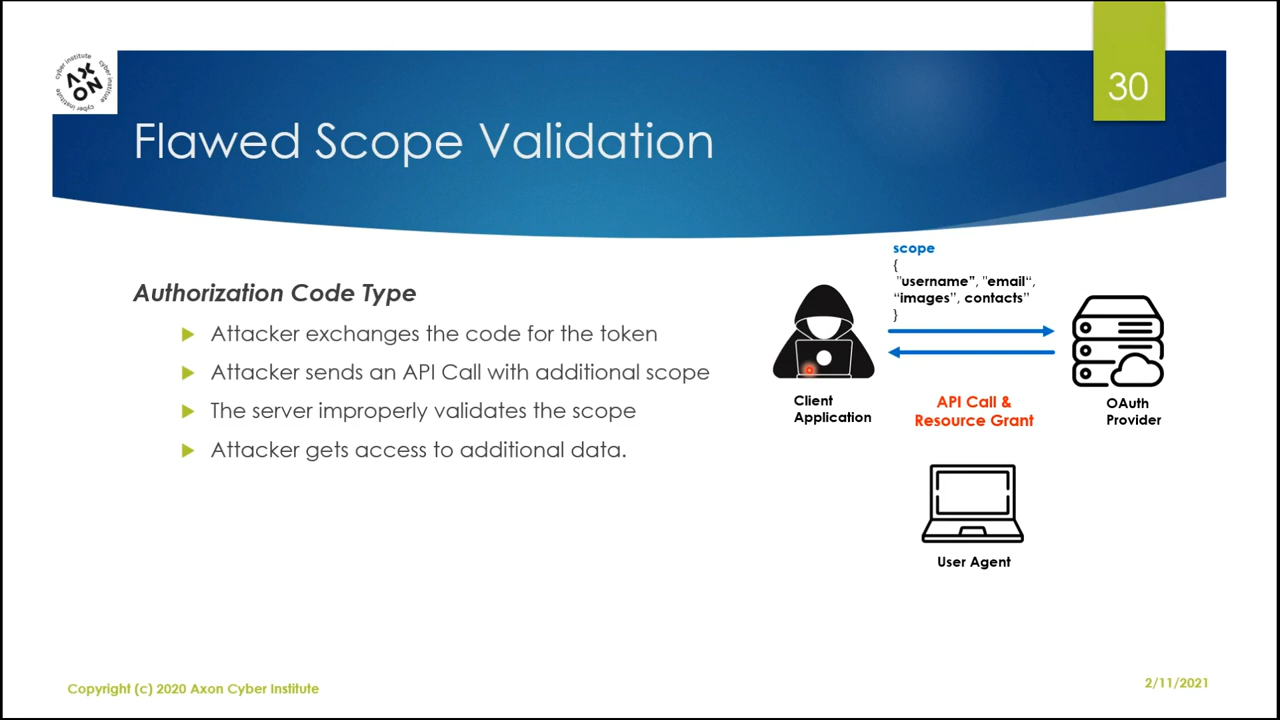 cyber institute
AXON
30
Flawed Scope Validation
Authorization Code Type
Attacker exchanges the code for the token
Attacker sends an API Call with additional scope
The server improperly validates the scope
Attacker gets access to additional data.
scope
{
"username", "email",
"images", contacts"
}
Client
Application
API Call &
Resource Grant
OAuth
Provider
User Agent
Copyright (c) 2020 Axon Cyber Institute
2/11/2021